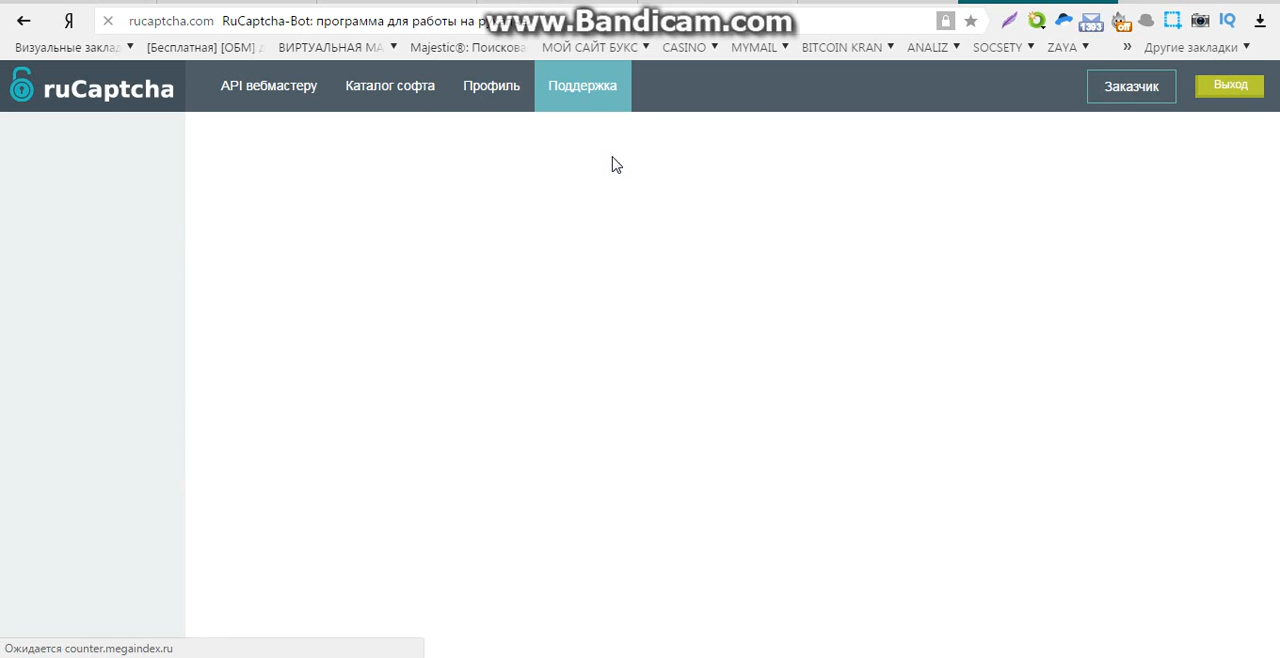 www.Bandicam.com
rucaptcha.com RuCaptcha-Bot: программа для работы на
Визуальные заклад [Бесплатная] [ОБМ] ВИРТУАЛЬНАЯ МА Majestic®: Поискова МОЙ САЙТ БУКС CASINO MYMAIL BITCOIN KRAN ANALIZ SOCSETY ZAYA » Другие закладки
ruCaptcha API вебмастеру Каталог софта Профиль Поддержка Заказчик Выход
Ожидается counter.megaindex.ru